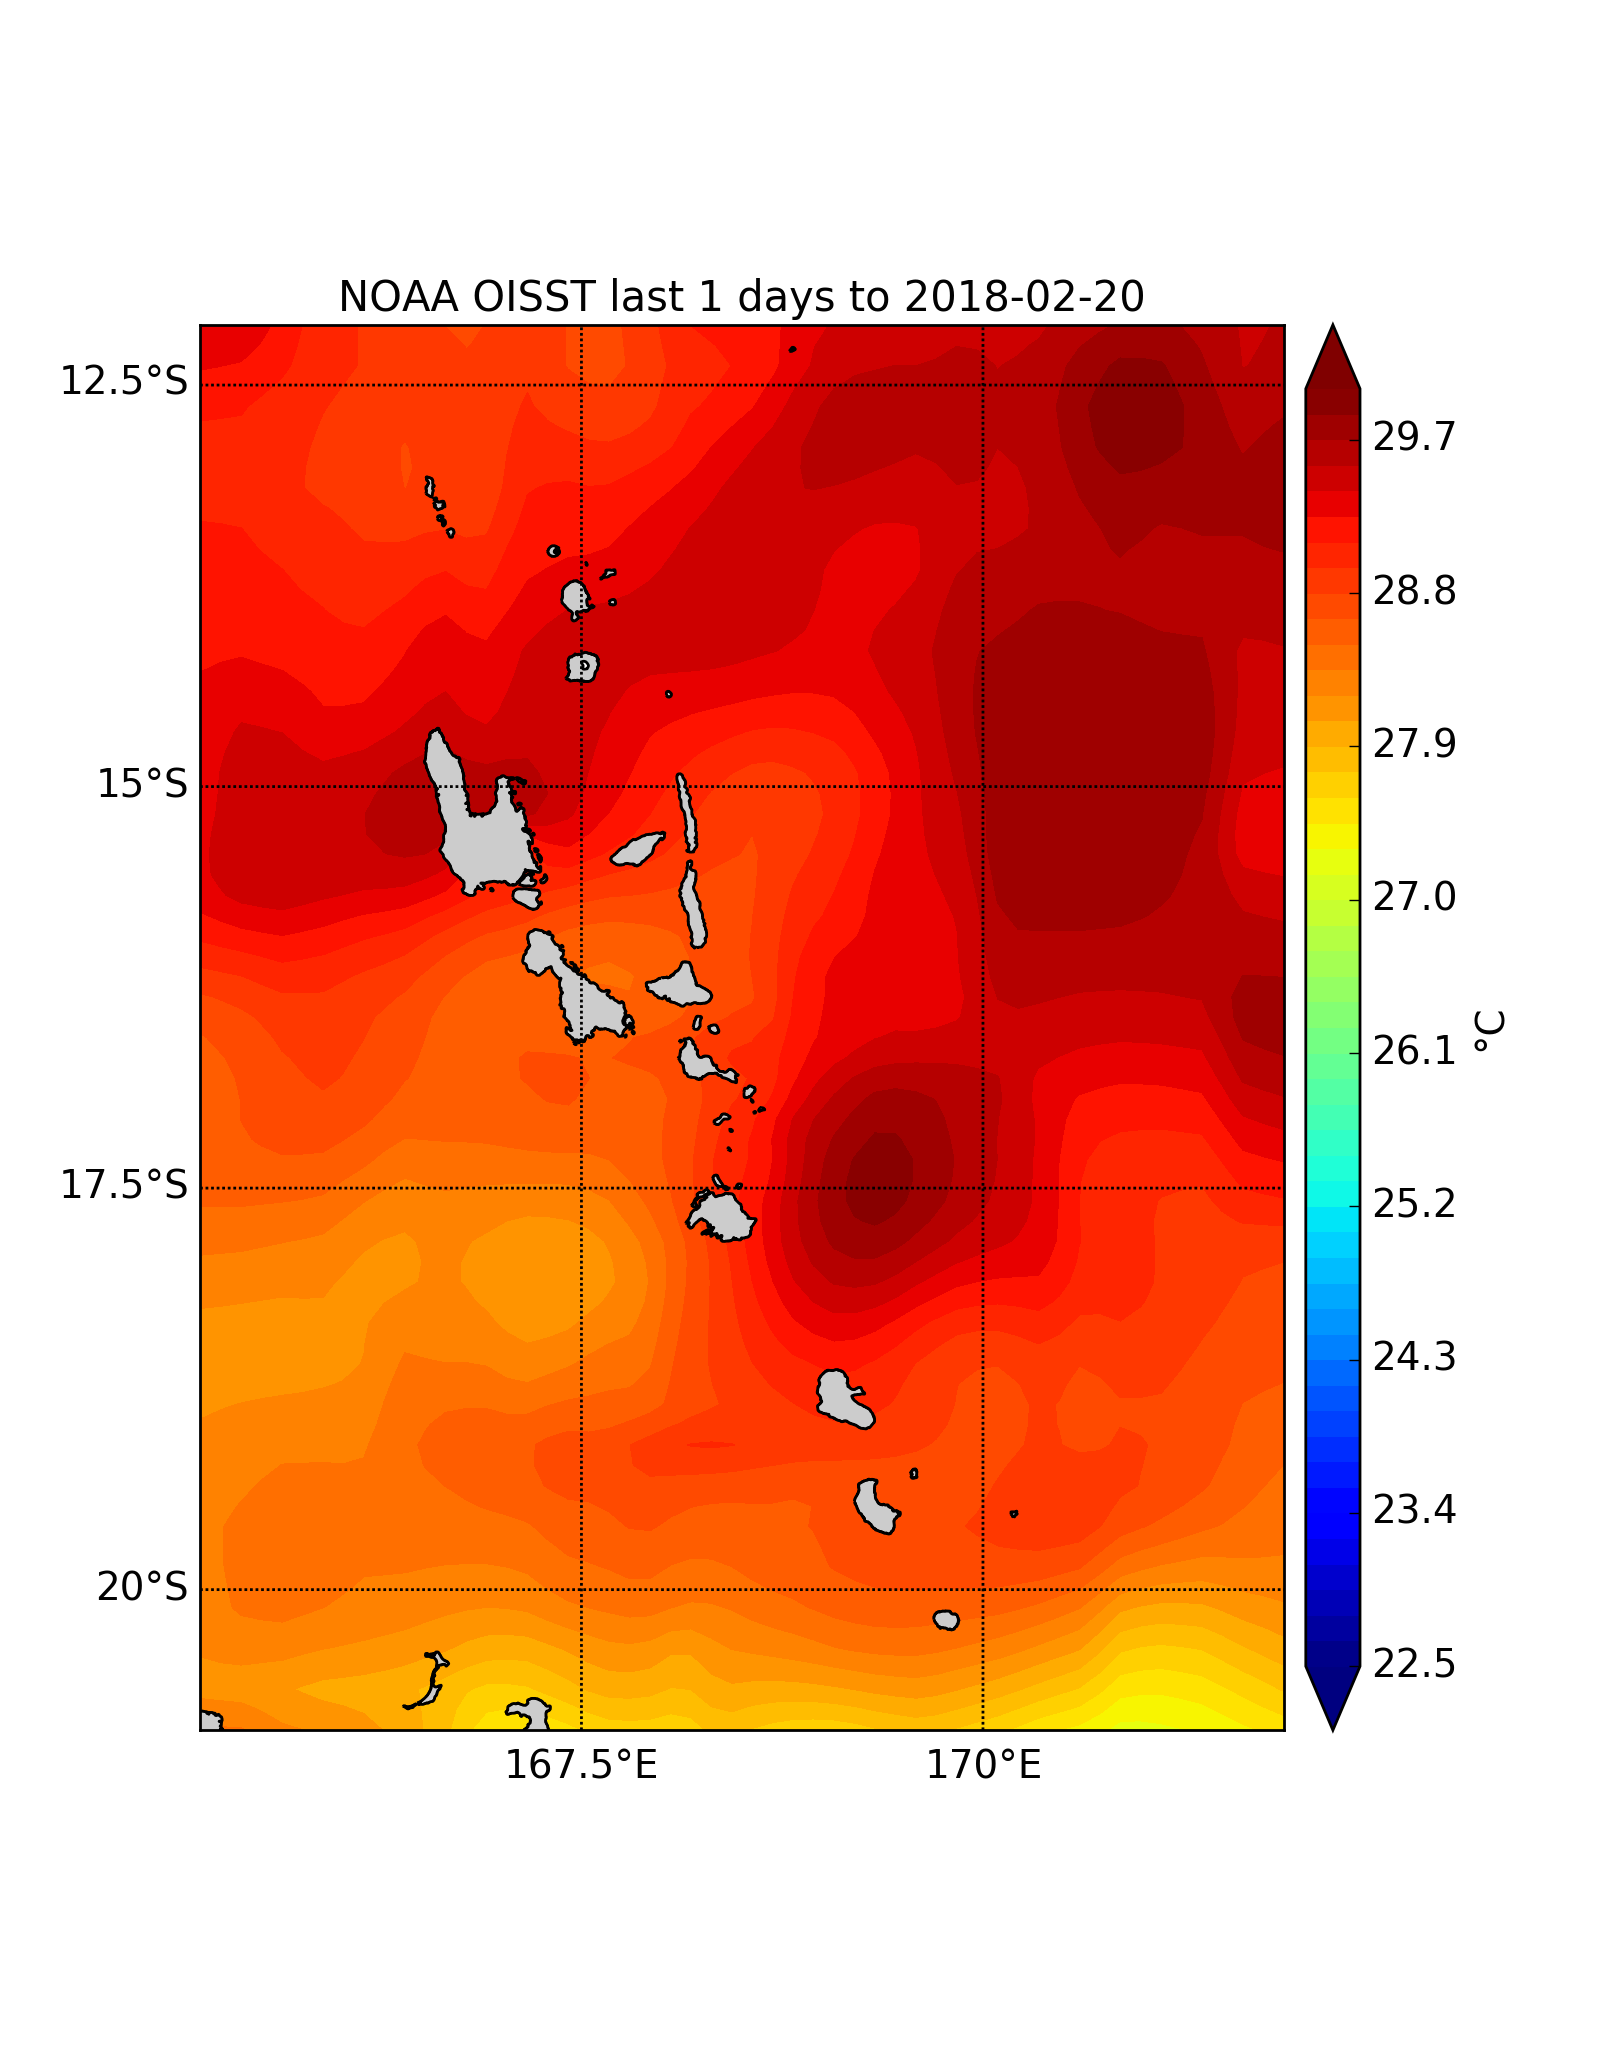 NOAA OISST last 1 days to 2018-02-20
12.5°S
15°S
17.5°S
20°S
167.5°E
170°E
29.7
28.8
27.9
27.0
26.1
25.2
24.3
23.4
22.5
°C